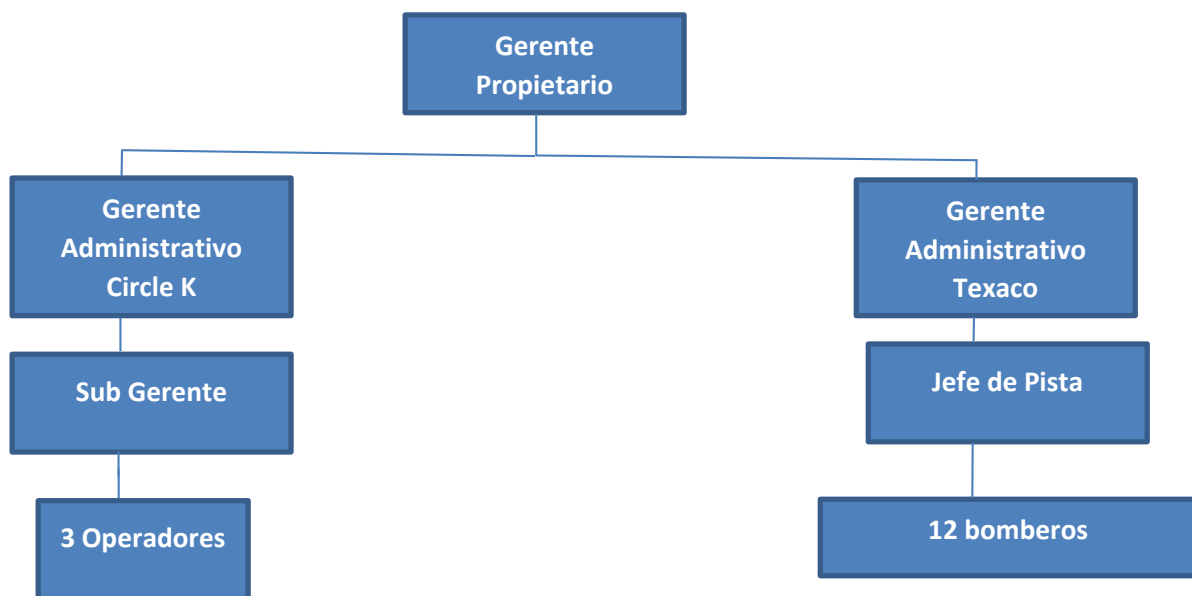 Gerente
Propietario
Gerente
Administrativo
Circle K
Gerente
Administrativo
Texaco
Sub Gerente
Jefe de Pista
3 Operadores
12 bomberos